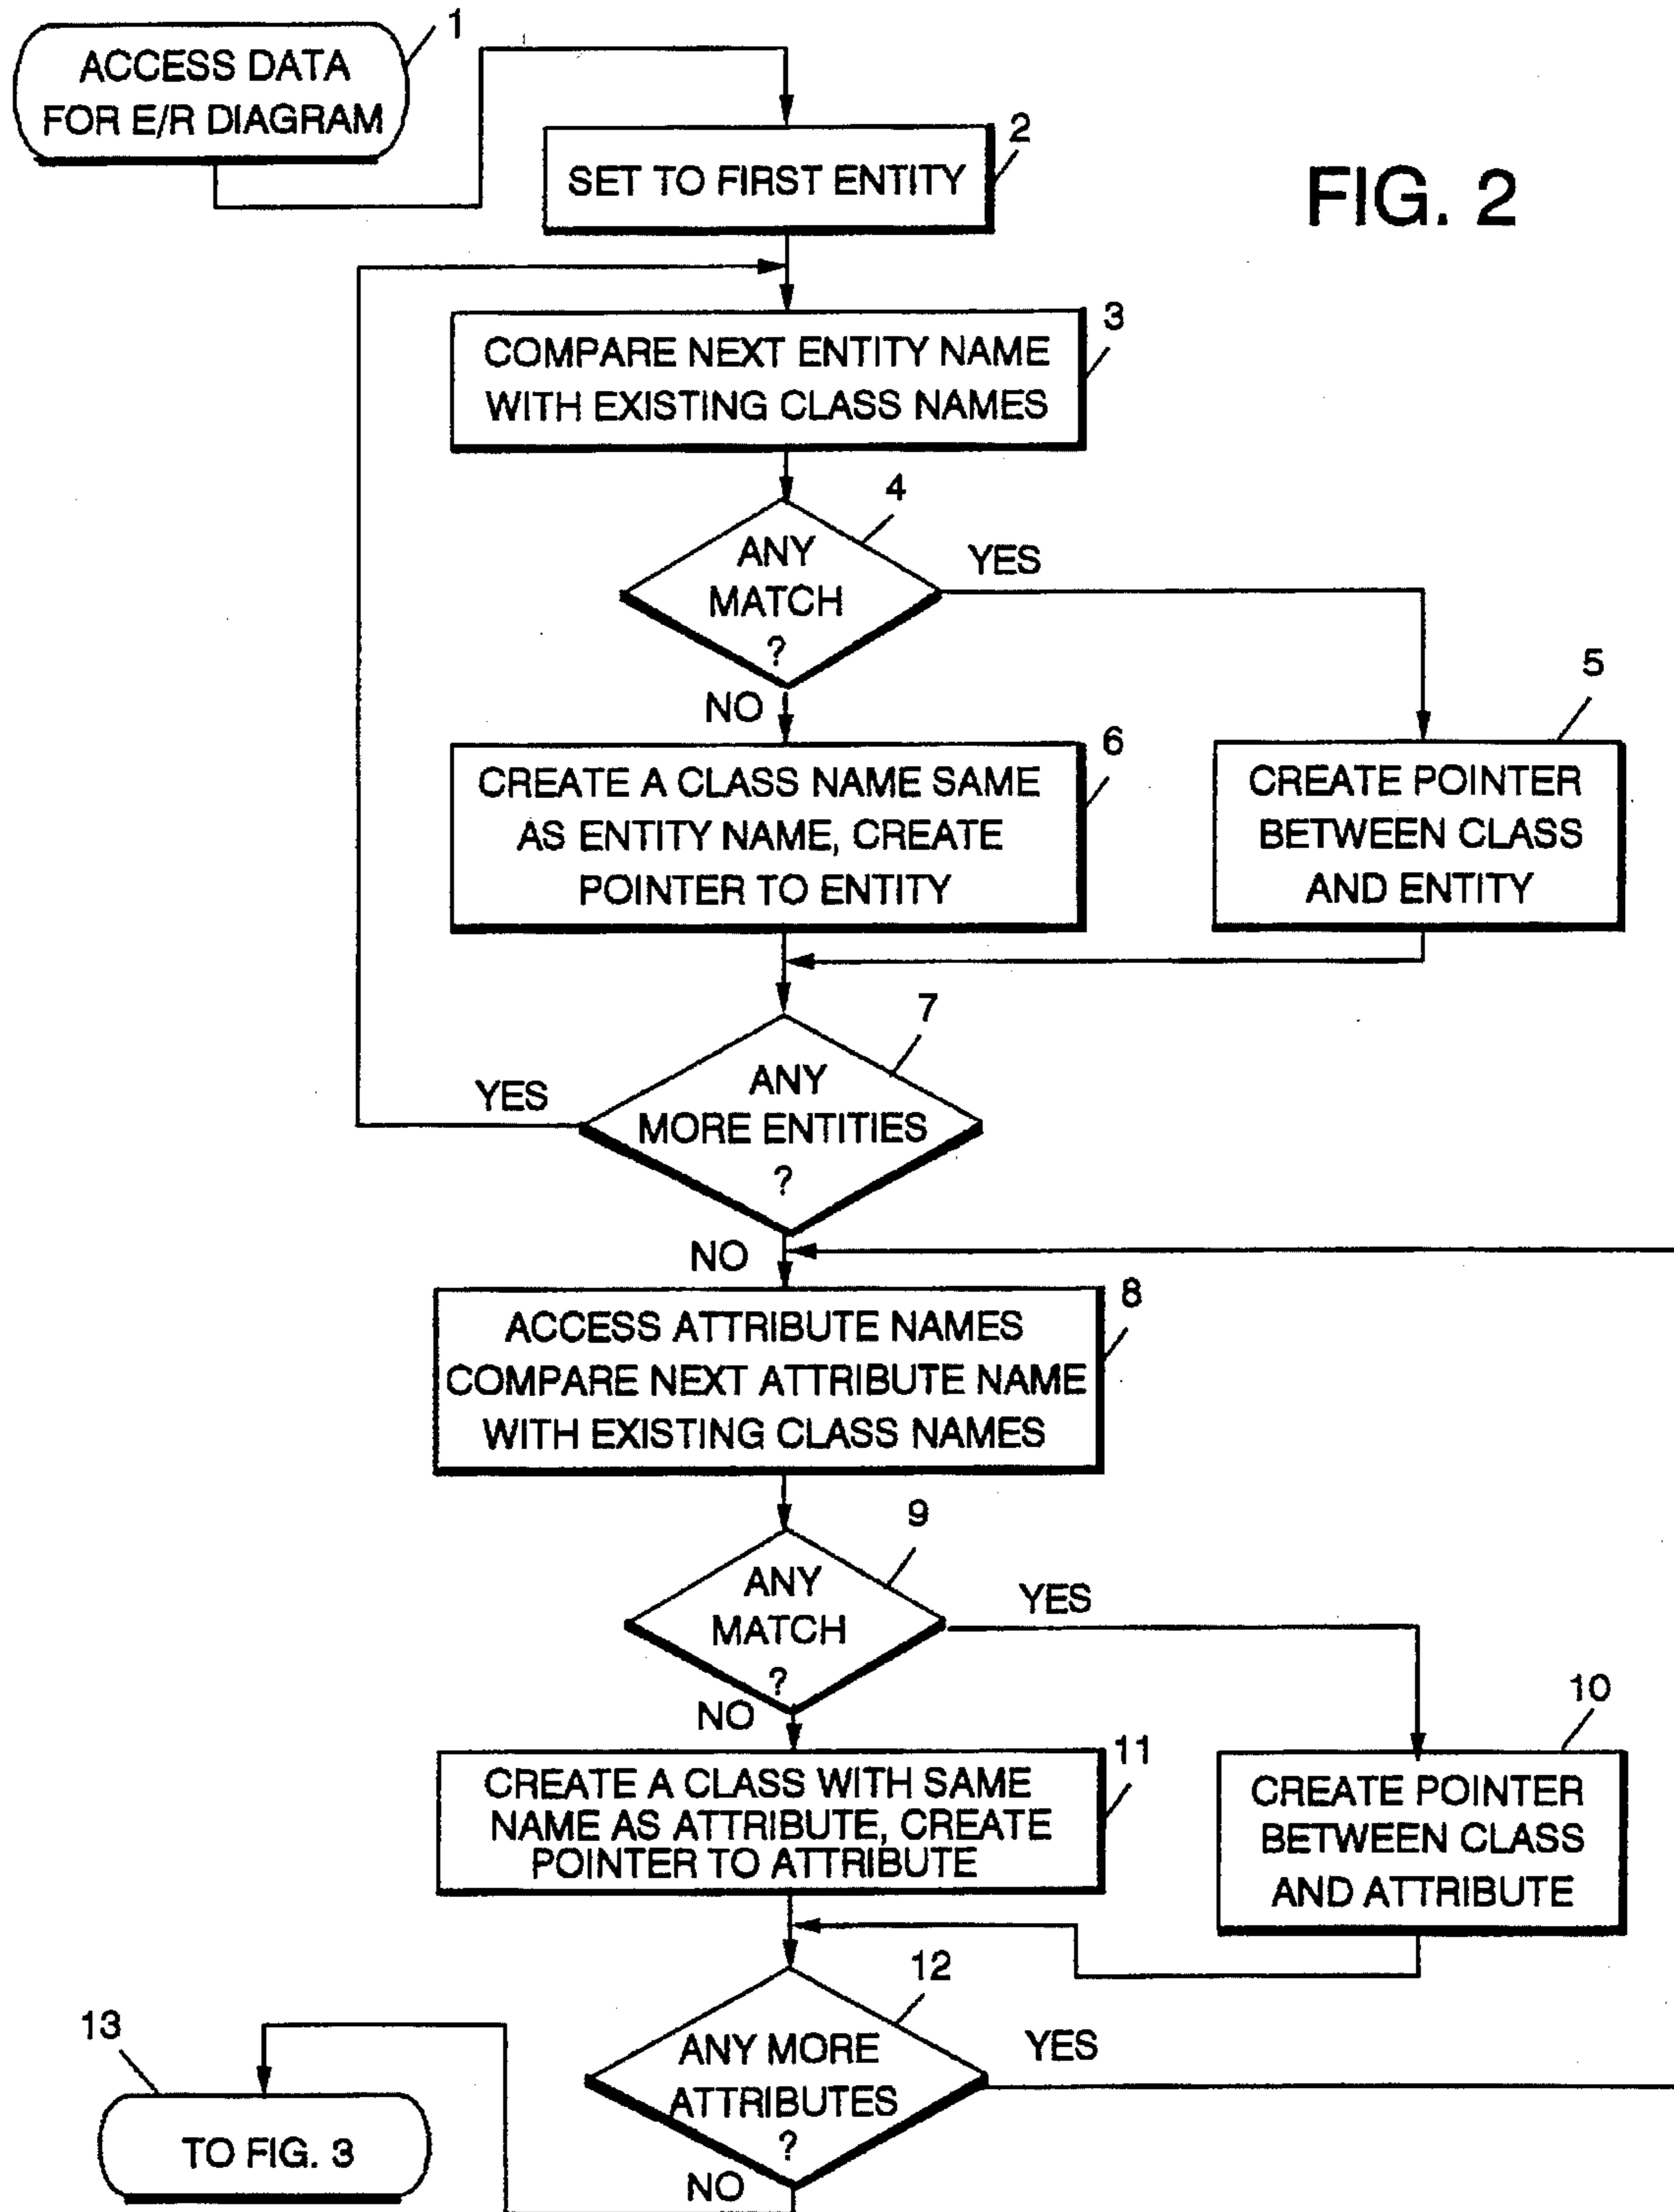 1
ACCESS DATA
FOR E/R DIAGRAM
2
SET TO FIRST ENTITY
FIG. 2
3
COMPARE NEXT ENTITY NAME
WITH EXISTING CLASS NAMES
4
ANY
MATCH
?
YES
NO
5
CREATE POINTER
BETWEEN CLASS
AND ENTITY
6
CREATE A CLASS NAME SAME
AS ENTITY NAME, CREATE
POINTER TO ENTITY
7
ANY
MORE ENTITIES
?
YES
NO
8
ACCESS ATTRIBUTE NAMES
COMPARE NEXT ATTRIBUTE NAME
WITH EXISTING CLASS NAMES
9
ANY
MATCH
?
YES
NO
10
CREATE POINTER
BETWEEN CLASS
AND ATTRIBUTE
11
CREATE A CLASS WITH SAME
NAME AS ATTRIBUTE, CREATE
POINTER TO ATTRIBUTE
12
ANY MORE
ATTRIBUTES
?
YES
NO
13
TO FIG. 3